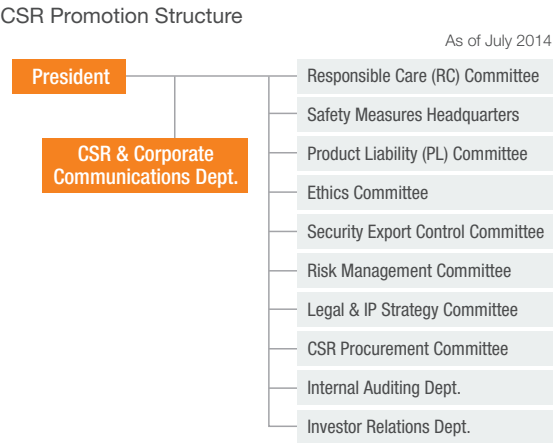 CSR Promotion Structure
As of July 2014
President
Responsible Care (RC) Committee
Safety Measures Headquarters
CSR & Corporate
Communications Dept.
Product Liability (PL) Committee
Ethics Committee
Security Export Control Committee
Risk Management Committee
Legal & IP Strategy Committee
CSR Procurement Committee
Internal Auditing Dept.
Investor Relations Dept.